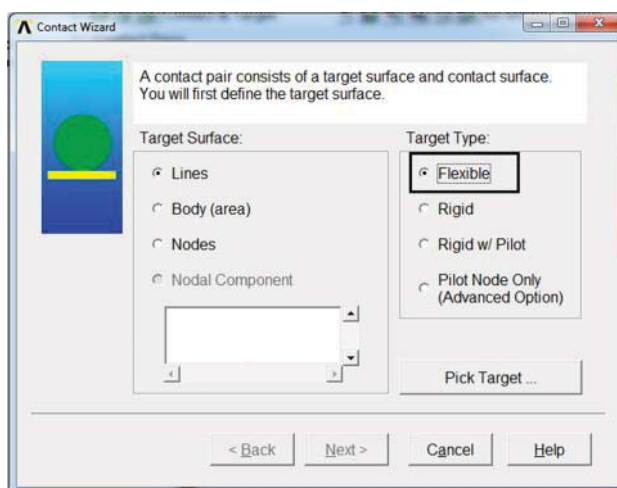 Contact Wizard
A contact pair consists of a target surface and contact surface.
You will first define the target surface.
Target Surface:
Lines
Body (area)
Nodes
Nodal Component
Target Type:
Flexible
Rigid
Rigid w/ Pilot
Pilot Node Only
(Advanced Option)
Pick Target ...
< Back
Next >
Cancel
Help